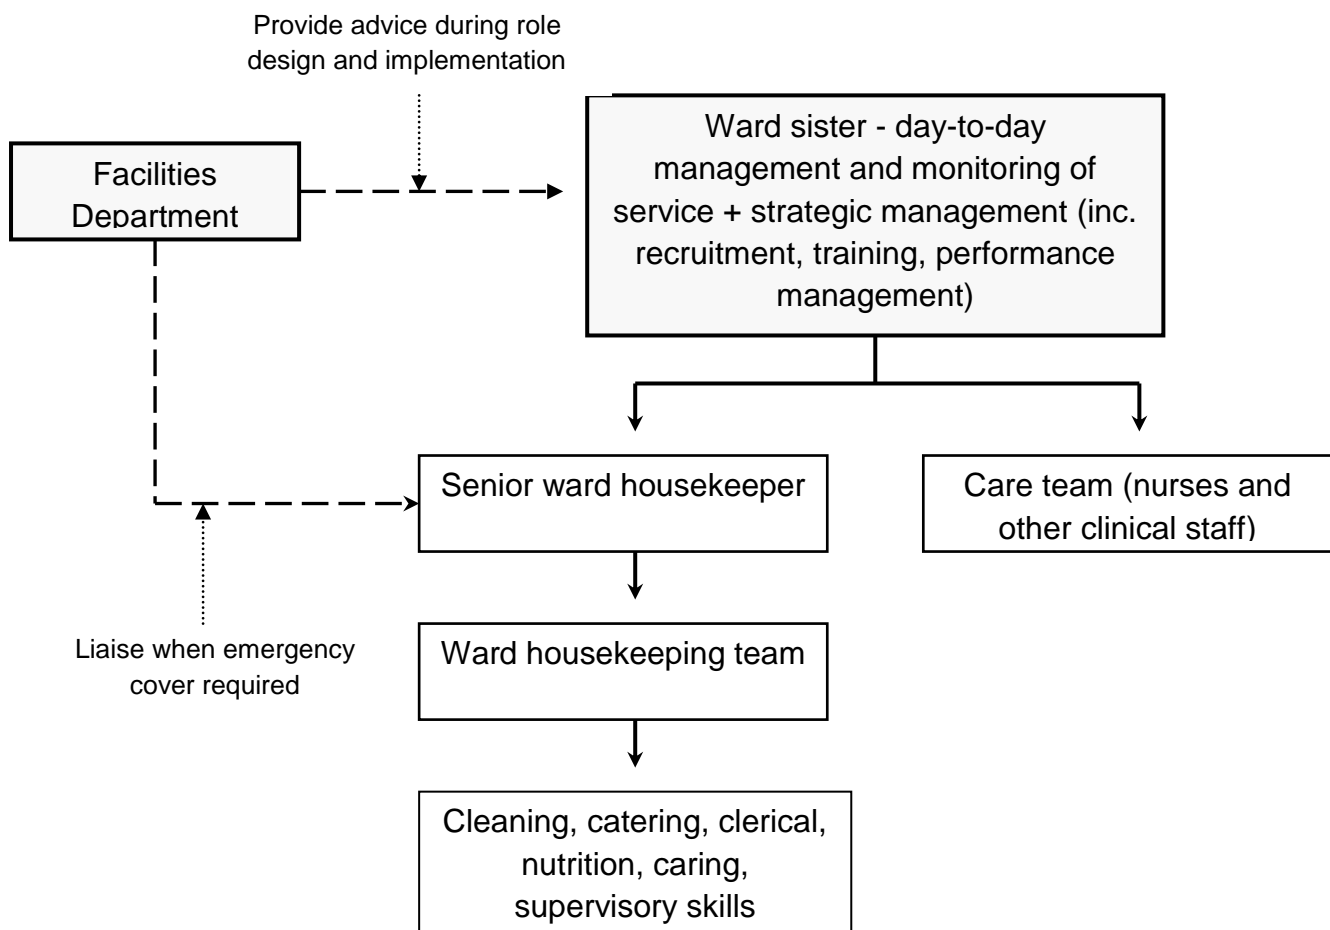 Provide advice during role
design and implementation
Ward sister - day-to-day
management and monitoring of
service + strategic management (inc.
recruitment, training, performance
management)
Facilities
Department
Senior ward housekeeper
Care team (nurses and
other clinical staff)
Liaise when emergency
cover required
Ward housekeeping team
Cleaning, catering, clerical,
nutrition, caring,
supervisory skills